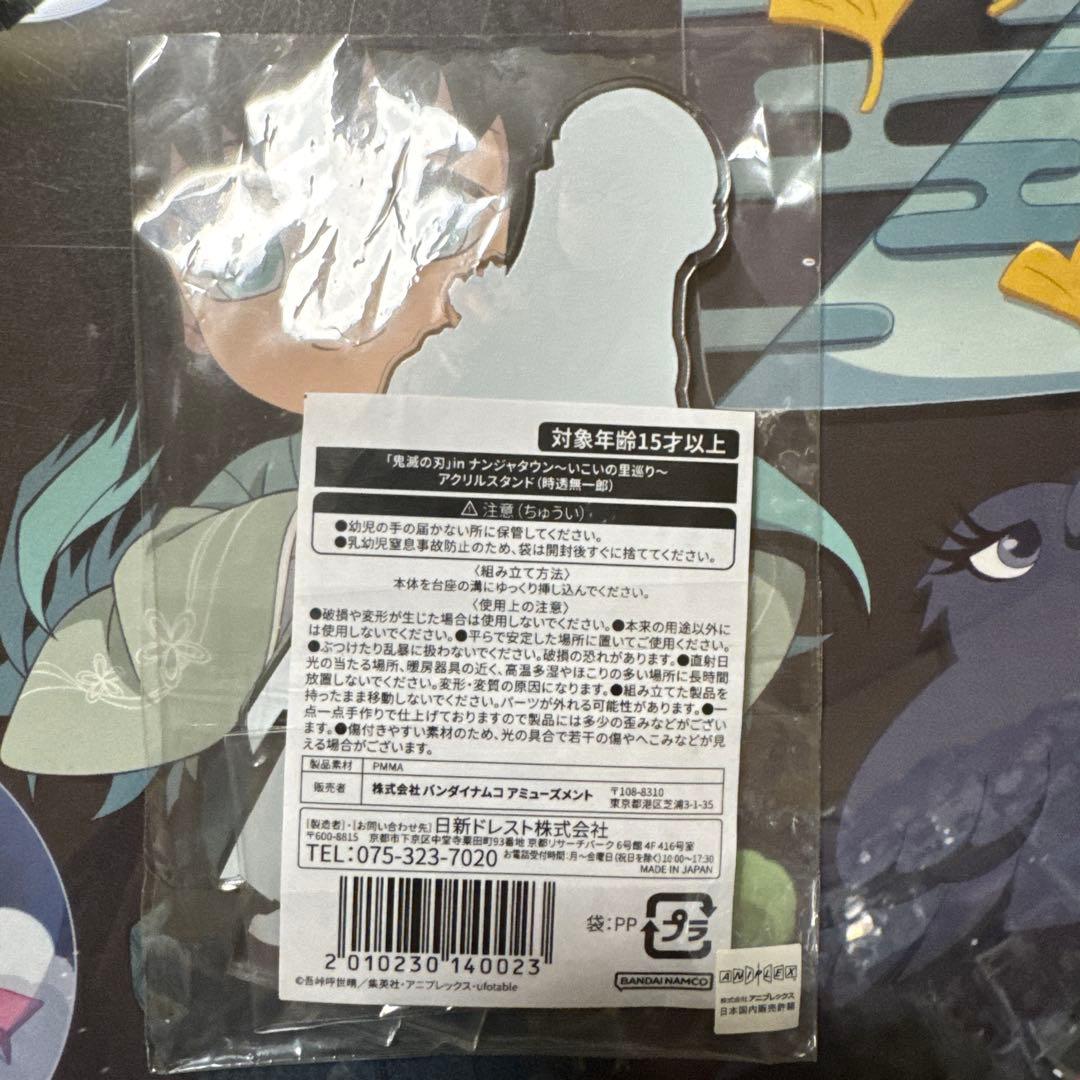 対象年齢15才以上
「鬼滅の刃」in ナンジャタウン～いこいの里巡り～
アクリルスタンド（時透無一郎）
⚠注意（ちゅうい）
●幼児の手の届かない所に保管してください。
●乳幼児窒息事故防止のため、袋は開封後すぐに捨ててください。
〈組み立て方法〉
本体を台座の溝にゆっくり挿し込んでください。
〈使用上の注意〉
●破損や変形が生じた場合は使用しないでください。●本来の用途以外に
は使用しないでください。●平らで安定した場所に置いてご使用ください。
●ぶつけたり乱暴に扱わないでください。破損の恐れがあります。●直射日
光の当たる場所、暖房器具の近く、高温多湿やほこりの多い場所に長時間
放置しないでください。変形・変質の原因になります。●組み立てた製品を
持ったまま移動しないでください。パーツが外れる可能性があります。●一
点一点手作りで仕上げておりますので製品には多少の歪みなどがござい
ます。●傷付きやすい素材のため、光の具合で若干の傷やへこみなどが見
える場合がございます。
製品素材 PMMA
販売者 株式会社 バンダイナムコ アミューズメント 〒108-8310
東京都港区芝浦3-1-35
[製造者]・[お問い合わせ先] 日新ドレスト株式会社
〒600-8815 京都市下京区中堂寺粟田町93番地 京都リサーチパーク 6号館 4F 416号室
TEL：075-323-7020 お電話受付時間：月～金曜日（祝日を除く）10:00～17:30
MADE IN JAPAN
袋：PP プラ
2 010230 140023
©吾峠呼世晴／集英社・アニプレックス・ufotable
BANDAI NAMCO
ANIPLEX
株式会社 アニプレックス
日本国内販売許諾